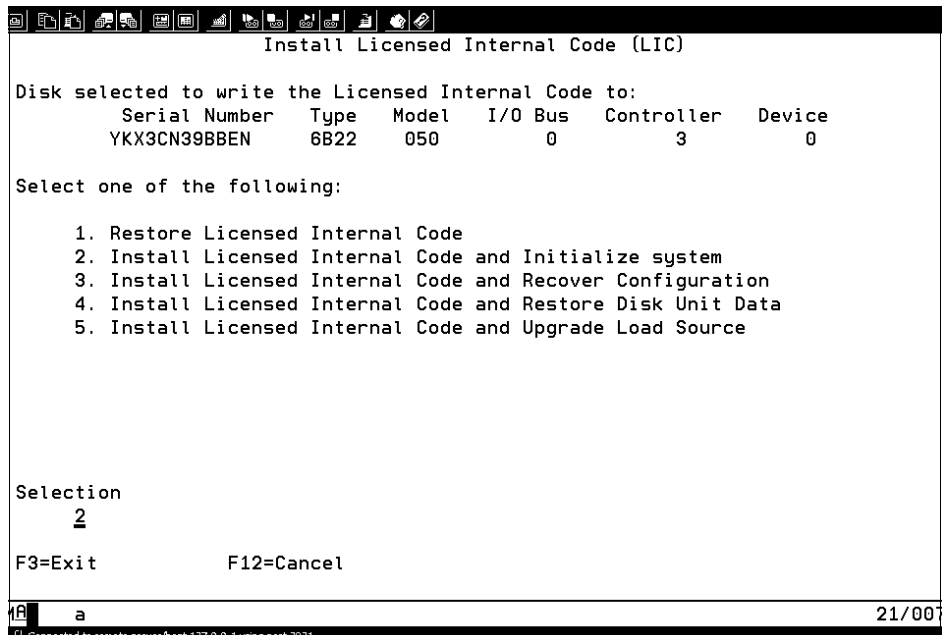 Install Licensed Internal Code (LIC)
Disk selected to write the Licensed Internal Code to:
Serial Number Type Model I/O Bus Controller Device
YKX3CN39BBEN 6B22 050 0 3 0
Select one of the following:
1. Restore Licensed Internal Code
2. Install Licensed Internal Code and Initialize system
3. Install Licensed Internal Code and Recover Configuration
4. Install Licensed Internal Code and Restore Disk Unit Data
5. Install Licensed Internal Code and Upgrade Load Source
Selection
2
F3=Exit F12=Cancel
MA a 21/007